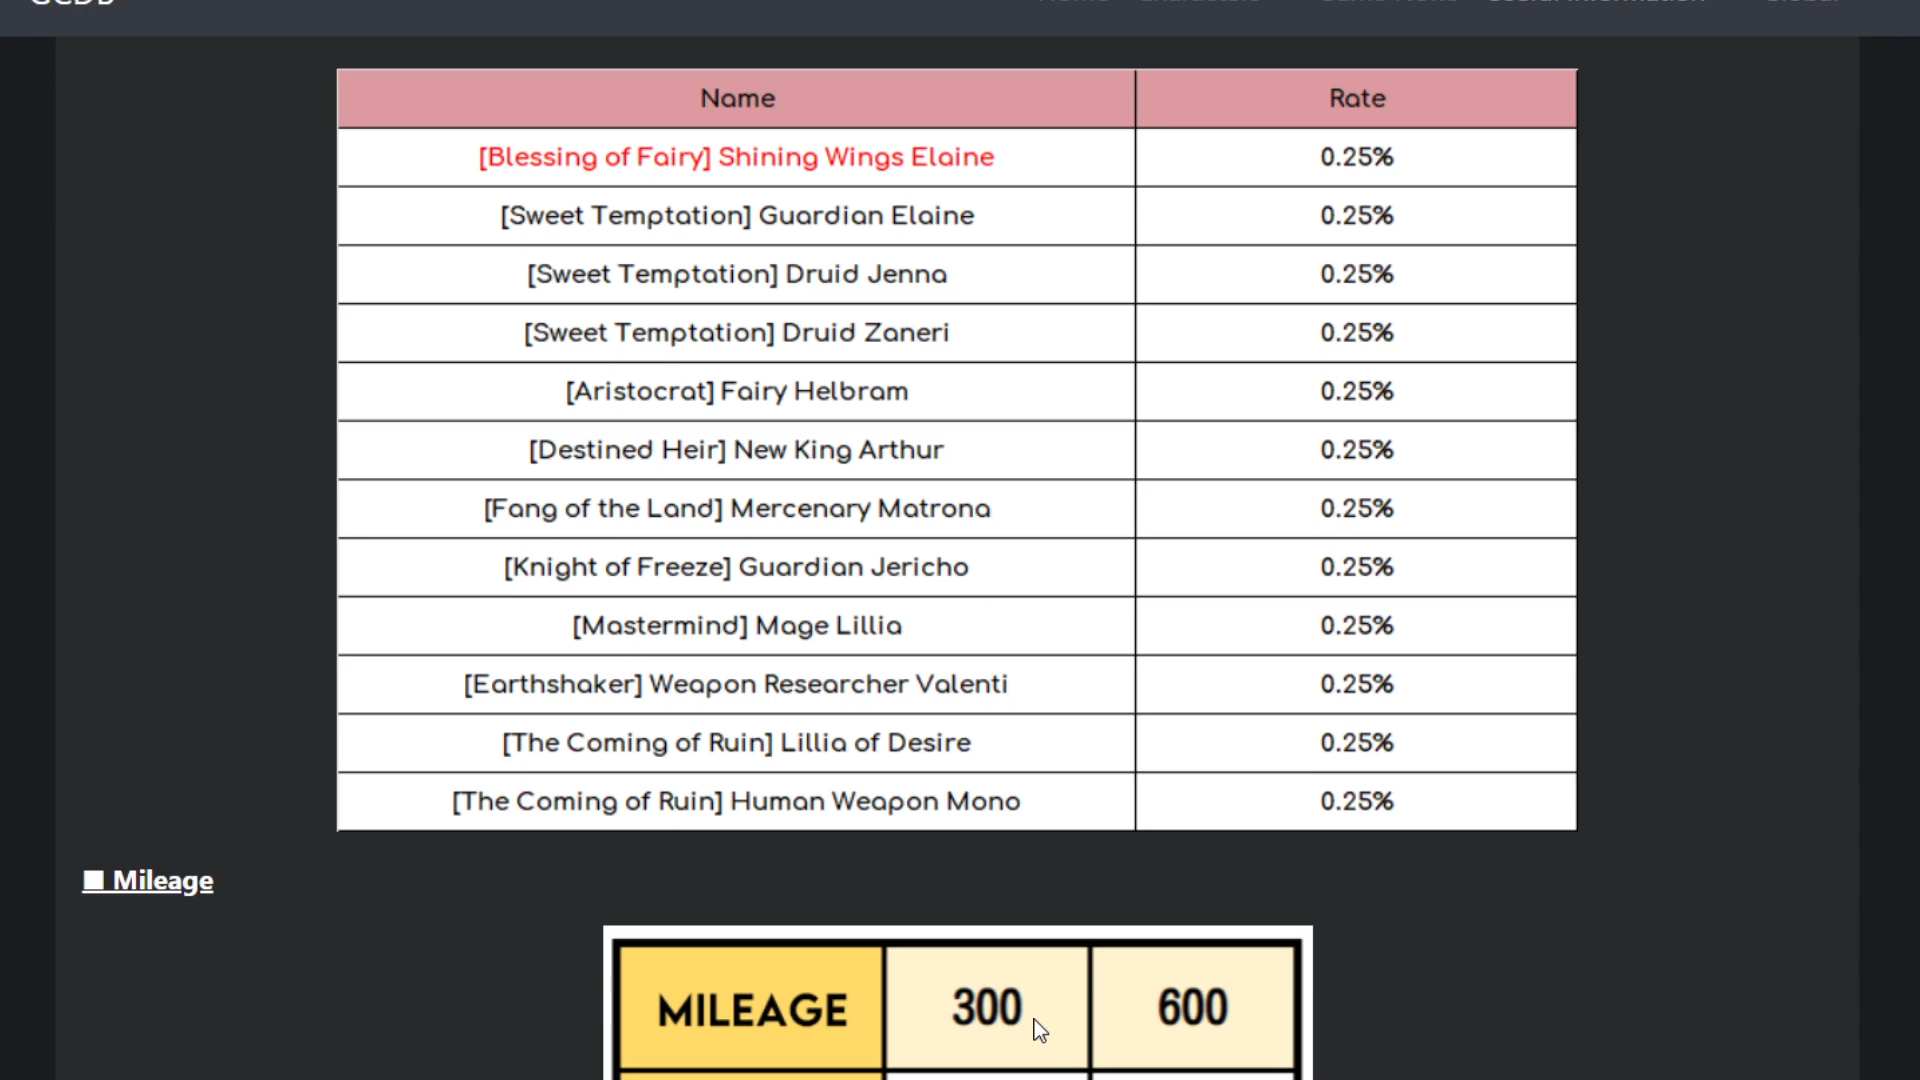 Name Rate
[Blessing of Fairy] Shining Wings Elaine 0.25%
[Sweet Temptation] Guardian Elaine 0.25%
[Sweet Temptation] Druid Jenna 0.25%
[Sweet Temptation] Druid Zaneri 0.25%
[Aristocrat] Fairy Helbram 0.25%
[Destined Heir] New King Arthur 0.25%
[Fang of the Land] Mercenary Matrona 0.25%
[Knight of Freeze] Guardian Jericho 0.25%
[Mastermind] Mage Lillia 0.25%
[Earthshaker] Weapon Researcher Valenti 0.25%
[The Coming of Ruin] Lillia of Desire 0.25%
[The Coming of Ruin] Human Weapon Mono 0.25%
■ Mileage
MILEAGE 300 600